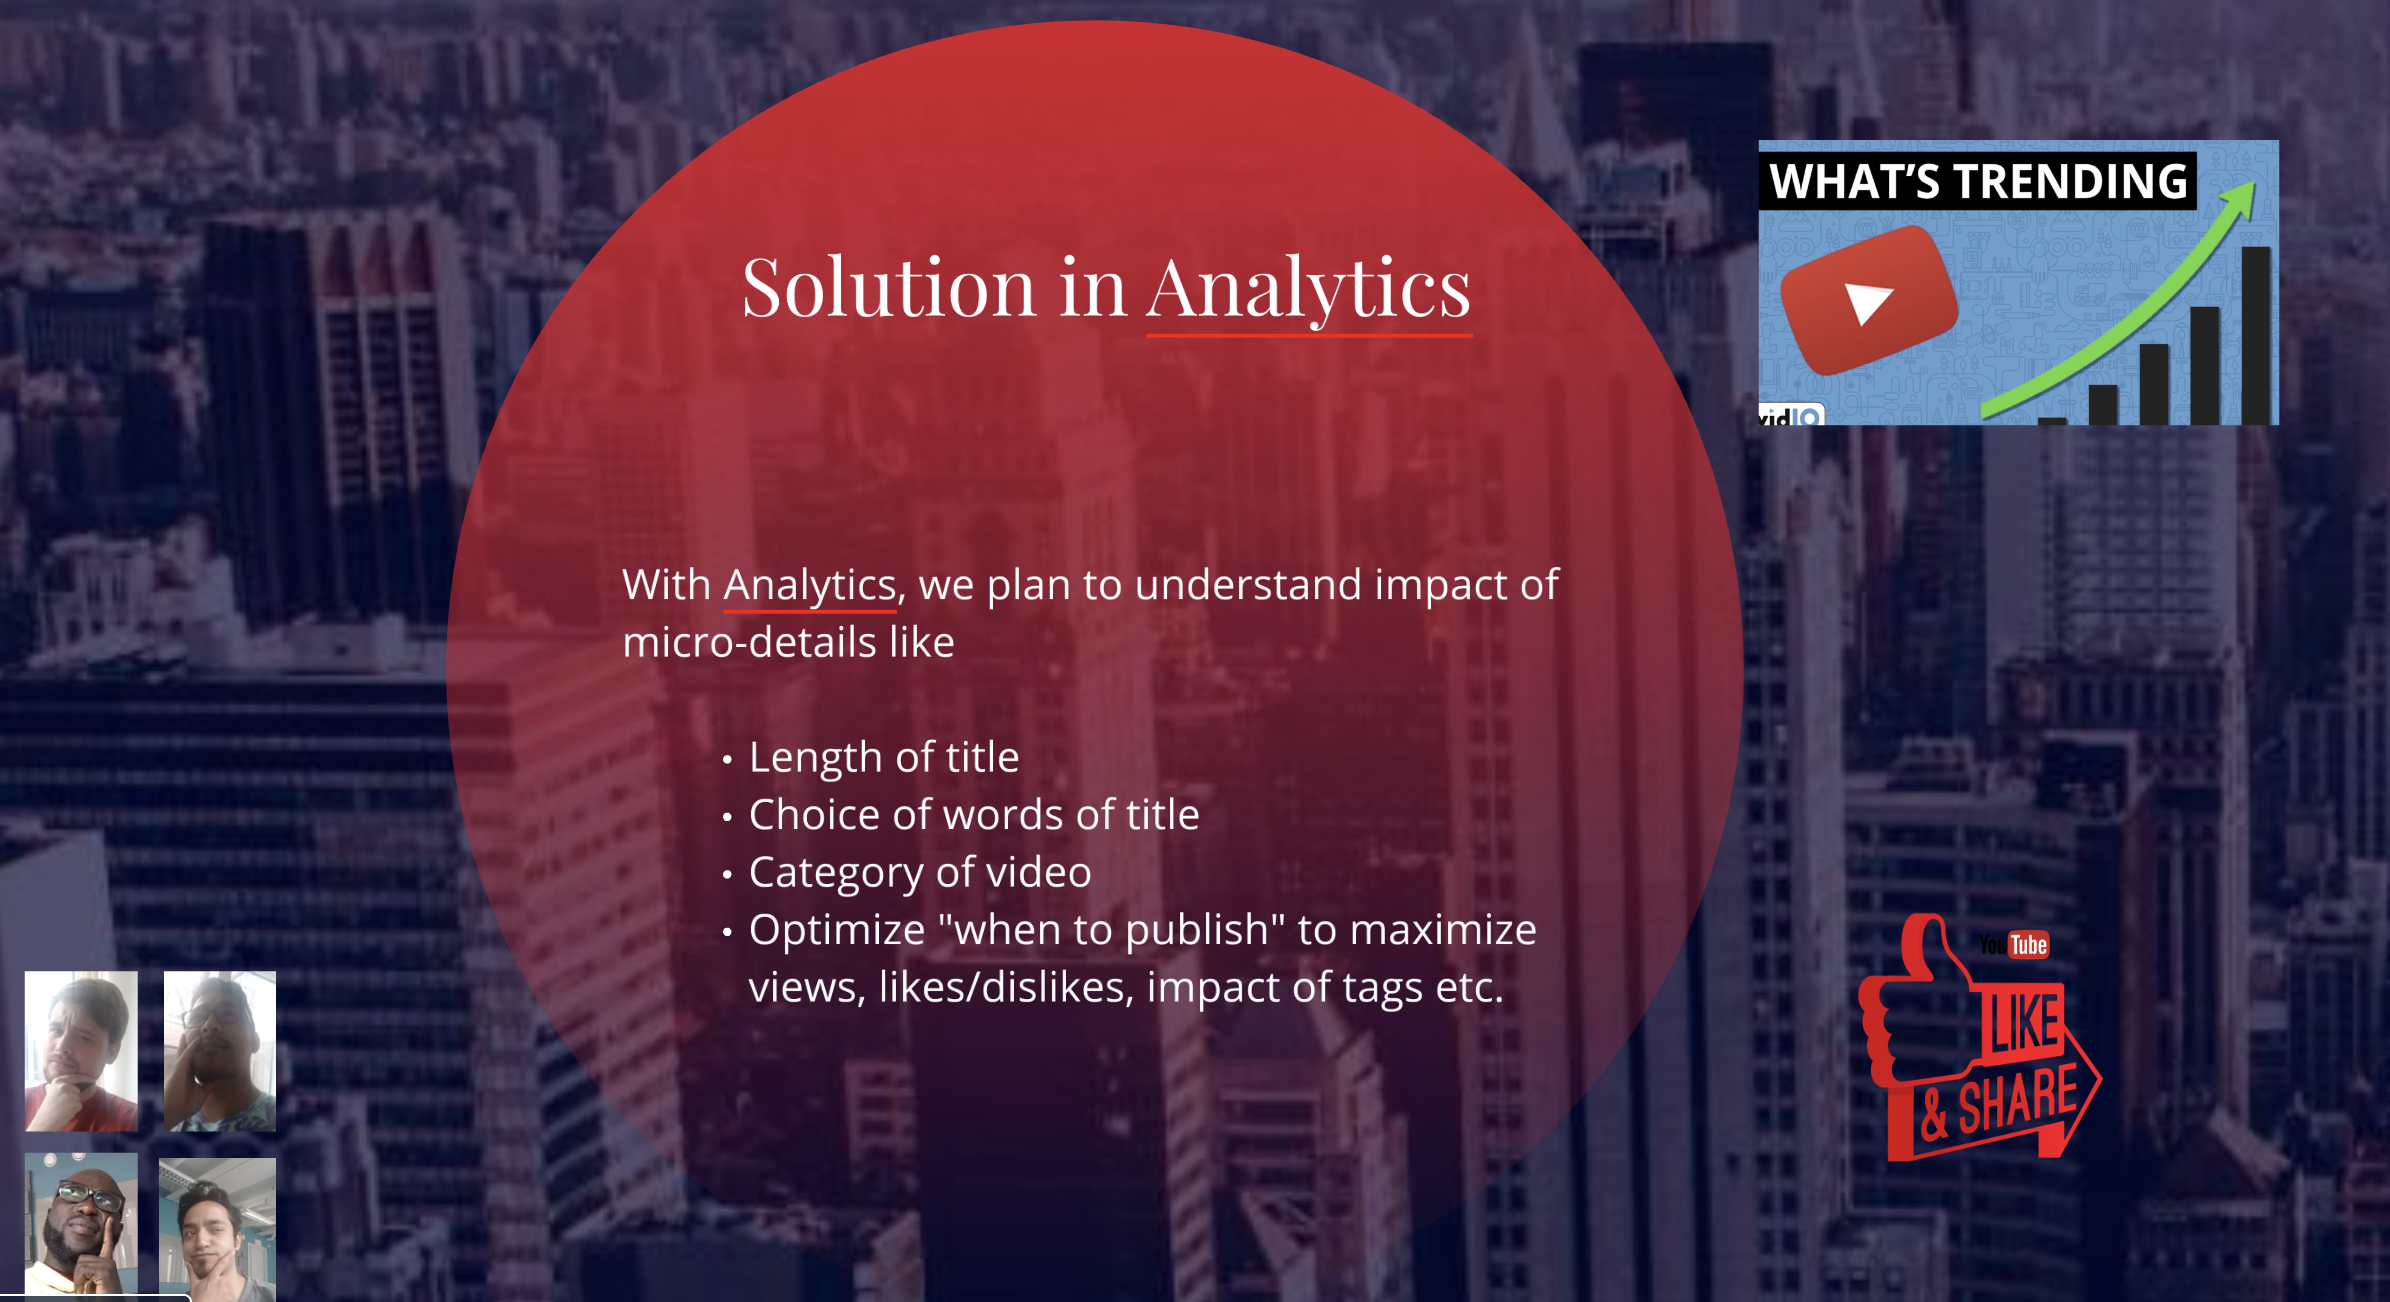 Solution in Analytics
With Analytics, we plan to understand impact of
micro-details like
• Length of title
• Choice of words of title
• Category of video
• Optimize "when to publish" to maximize
views, likes/dislikes, impact of tags etc.
WHAT'S TRENDING
vidIQ
YouTube
LIKE
& SHARE